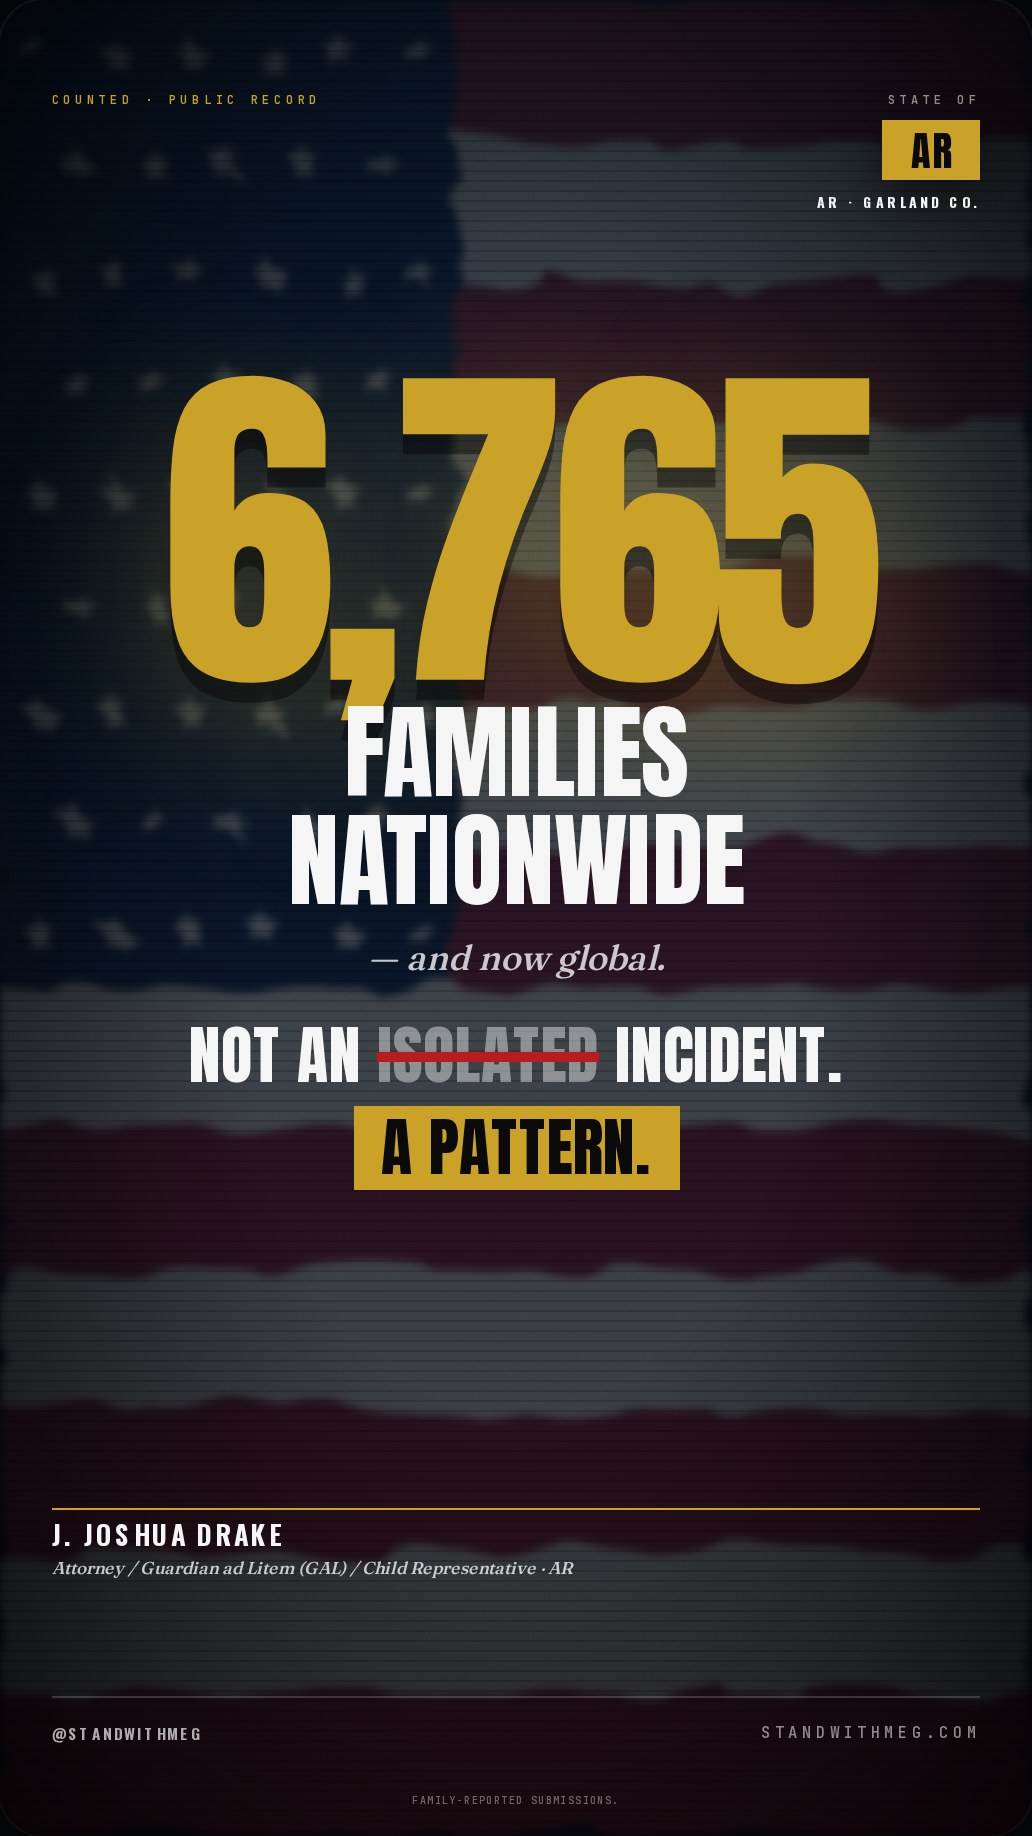 COUNTED · PUBLIC RECORD
STATE OF
AR
AR · GARLAND CO.
6,765
FAMILIES
NATIONWIDE
— and now global.
NOT AN ISOLATED INCIDENT.
A PATTERN.
J. JOSHUA DRAKE
Attorney / Guardian ad Litem (GAL) / Child Representative · AR
@STANDWITHMEG
STANDWITHMEG.COM
FAMILY-REPORTED SUBMISSIONS.